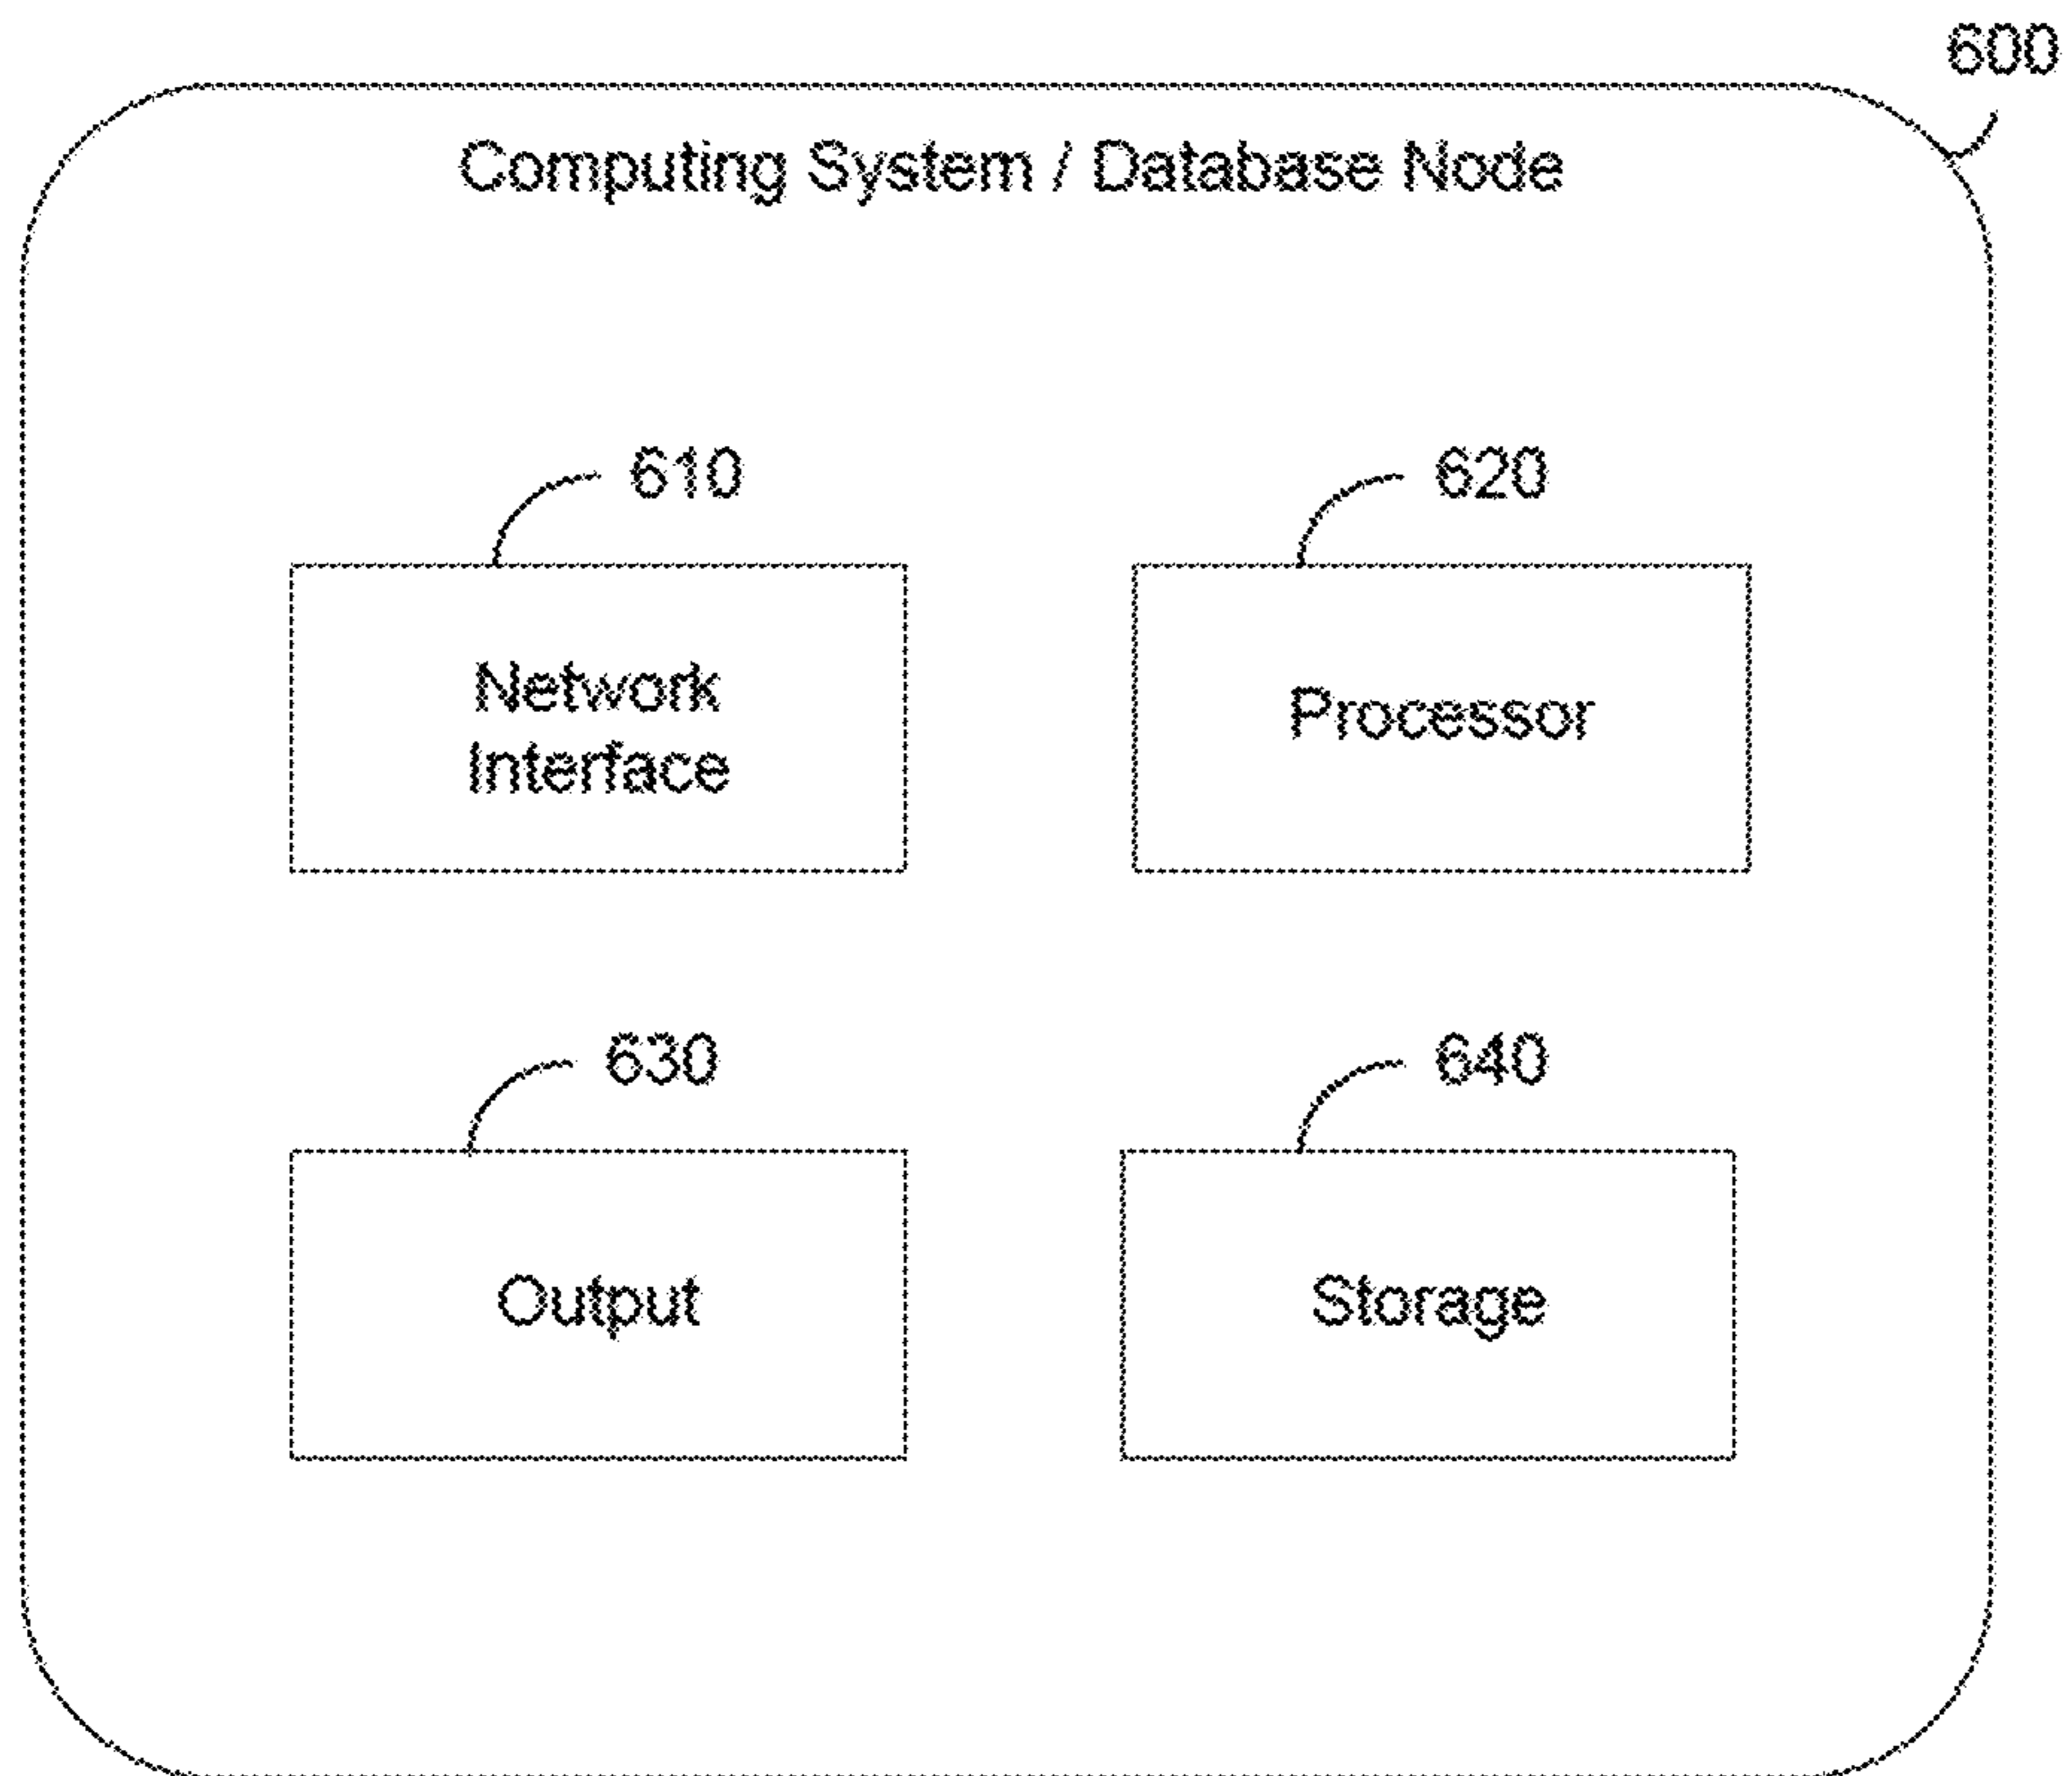 600
Computing System / Database Node
610
620
Network
Interface
Processor
630
640
Output
Storage